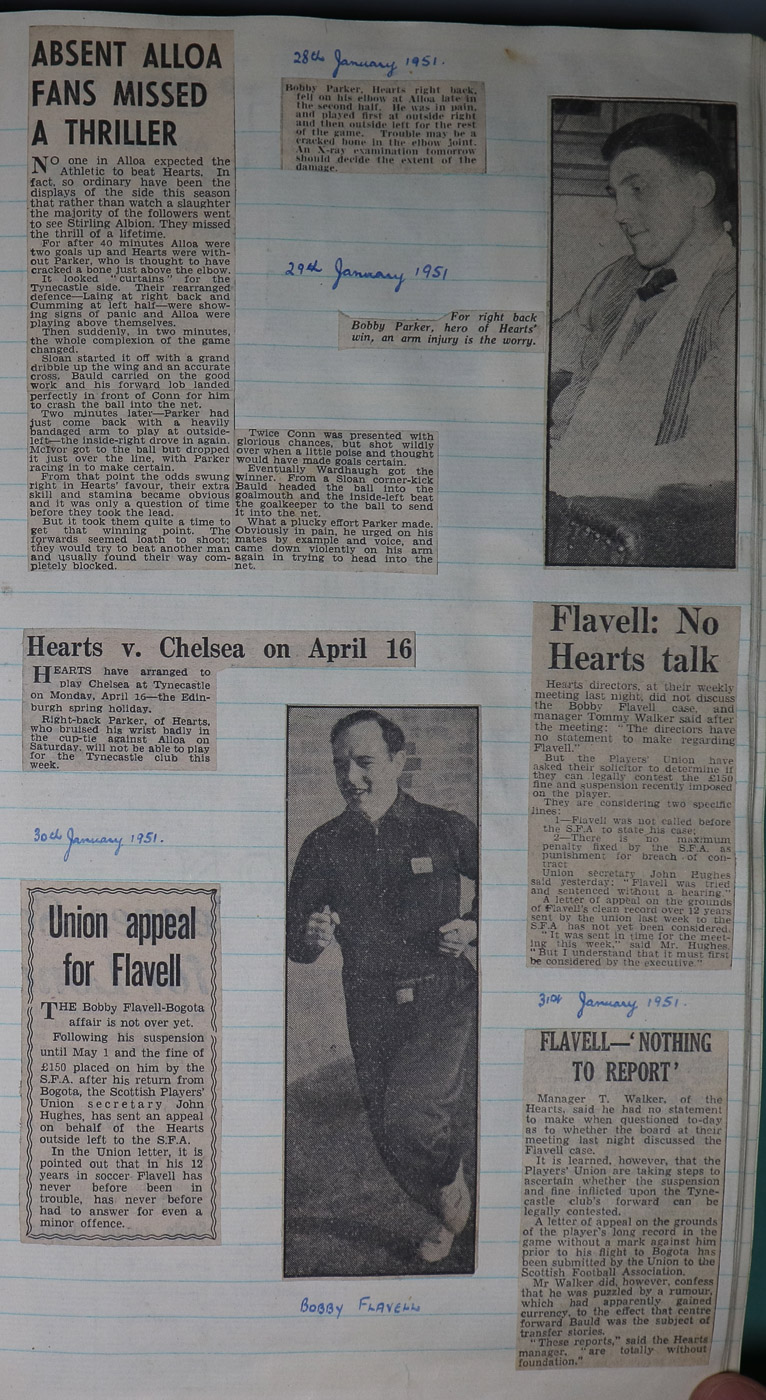 ABSENT ALLOA
FANS MISSED
A THRILLER
NO one in Alloa expected the
Athletic to beat Hearts. In
fact, so ordinary have been the
displays of the side this season
that rather than watch a slaughter
the majority of the followers went
to see Stirling Albion. They missed
the thrill of a lifetime.
For after 40 minutes Alloa were
two goals up and Hearts were with-
out Parker, who is thought to have
cracked a bone just above the elbow.
It looked "curtains" for the
Tynecastle side. Their rearranged
defence—Laing at right back and
Cumming at left half—were show-
ing signs of panic and Alloa were
playing above themselves.
Then suddenly, in two minutes,
the whole complexion of the game
changed.
Sloan started it off with a grand
dribble up the wing and an accurate
cross. Bauld carried on the good
work and his forward lob landed
perfectly in front of Conn for him
to crash the ball into the net.
Two minutes later—Parker had
just come back with a heavily
bandaged arm to play at outside-
left—the inside-right drove in again.
McIvor got to the ball but dropped
it just over the line, with Parker
racing in to make certain.
From that point the odds swung
right in Hearts' favour, their extra
skill and stamina became obvious
and it was only a question of time
before they took the lead.
But it took them quite a time to
get that winning point. The
forwards seemed loath to shoot:
they would try to beat another man
and usually found their way com-
pletely blocked.
Twice Conn was presented with
glorious chances, but shot wildly
over when a little poise and thought
would have made goals certain.
Eventually Wardhaugh got the
winner. From a Sloan corner-kick
Bauld headed the ball into the
goalmouth and the inside-left beat
the goalkeeper to the ball to send
it into the net.
What a plucky effort Parker made.
Obviously in pain, he urged on his
mates by example and voice, and
came down violently on his arm
again in trying to head into the
net.
28th January 1951.
Bobby Parker, Hearts right back,
fell on his elbow at Alloa late in
the second half. He was in pain,
and played first at outside right
and then outside left for the rest
of the game. Trouble may be a
cracked bone in the elbow joint.
An X-ray examination tomorrow
should decide the extent of the
damage.
29th January 1951
For right back
Bobby Parker, hero of Hearts'
win, an arm injury is the worry.
Hearts v. Chelsea on April 16
HEARTS have arranged to
play Chelsea at Tynecastle
on Monday, April 16—the Edin-
burgh spring holiday.
Right-back Parker, of Hearts,
who bruised his wrist badly in
the cup-tie against Alloa on
Saturday, will not be able to play
for the Tynecastle club this
week.
30th January 1951.
Union appeal
for Flavell
THE Bobby Flavell-Bogota
affair is not over yet.
Following his suspension
until May 1 and the fine of
£150 placed on him by the
S.F.A. after his return from
Bogota, the Scottish Players'
Union secretary John
Hughes, has sent an appeal
on behalf of the Hearts
outside left to the S.F.A.
In the Union letter, it is
pointed out that in his 12
years in soccer Flavell has
never before been in
trouble, has never before
had to answer for even a
minor offence.
BOBBY FLAVELL
Flavell: No
Hearts talk
Hearts directors, at their weekly
meeting last night, did not discuss
the Bobby Flavell case, and
manager Tommy Walker said after
the meeting: "The directors have
no statement to make regarding
Flavell."
But the Players' Union have
asked their solicitor to determine if
they can legally contest the £150
fine and suspension recently imposed
on the player.
They are considering two specific
lines:
1—Flavell was not called before
the S.F.A to state his case;
2—There is no maximum
penalty fixed by the S.F.A. as
punishment for breach of con-
tract
Union secretary John Hughes
said yesterday: "Flavell was tried
and sentenced without a hearing."
A letter of appeal on the grounds
of Flavell's clean record over 12 years
sent by the union last week to the
S.F.A has not yet been considered.
"It was sent in time for the meet-
ing this week," said Mr. Hughes.
"But I understand that it must first
be considered by the executive."
31st January 1951.
FLAVELL—'NOTHING
TO REPORT'
Manager T. Walker, of the
Hearts, said he had no statement
to make when questioned to-day
as to whether the board at their
meeting last night discussed the
Flavell case.
It is learned, however, that the
Players' Union are taking steps to
ascertain whether the suspension
and fine inflicted upon the Tyne-
castle club's forward can be
legally contested.
A letter of appeal on the grounds
of the player's long record in the
game without a mark against him
prior to his flight to Bogota has
been submitted by the Union to the
Scottish Football Association.
Mr Walker did, however, confess
that he was puzzled by a rumour,
which had apparently gained
currency, to the effect that centre
forward Bauld was the subject of
transfer stories.
"These reports," said the Hearts
manager, "are totally without
foundation."